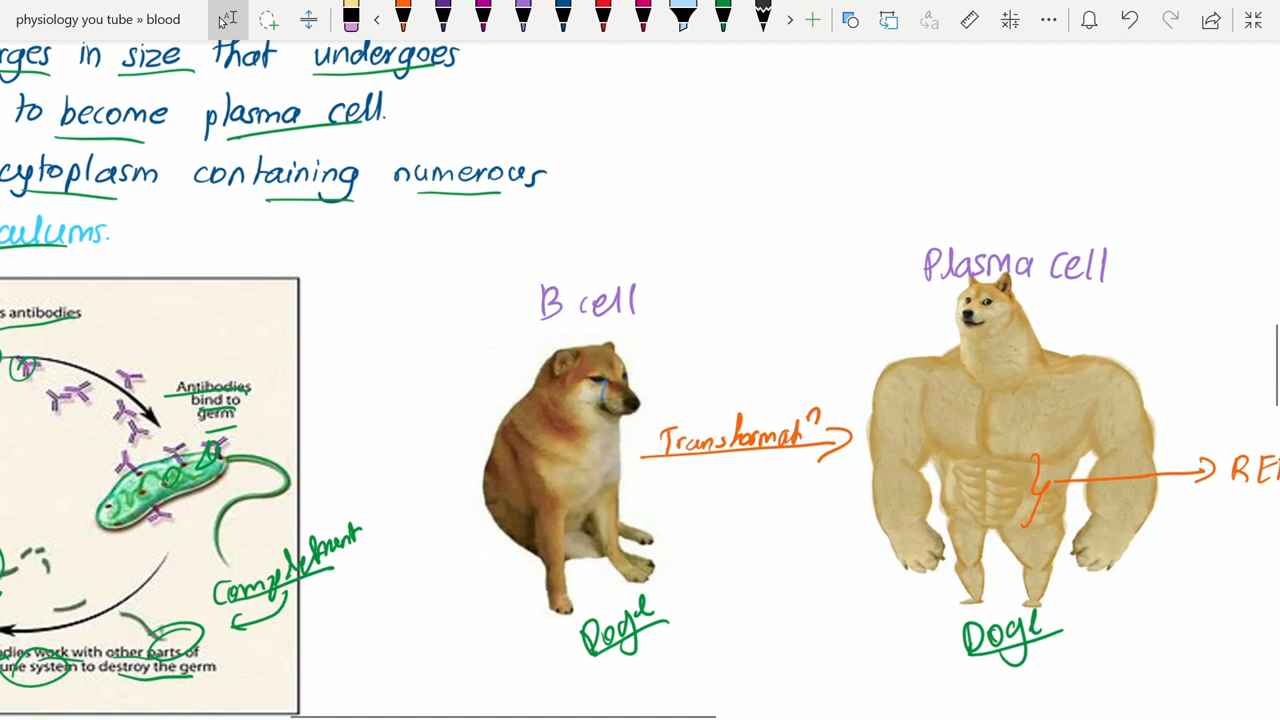 physiology you tube » blood
rges in size that undergoes
to become plasma cell.
cytoplasm containing numerous
culums.
s antibodies
Antibodies
bind to
germ
Complement
dies work with other parts of
une system to destroy the germ
B cell
Doge
Transformatⁿ
Plasma cell
Doge
RER